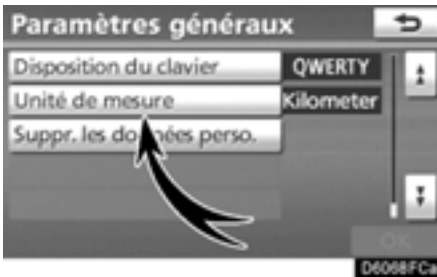 Paramètres généraux
Disposition du clavier QWERTY
Unité de mesure Kilometer
Suppr. les données perso.
OK
D6068FCa